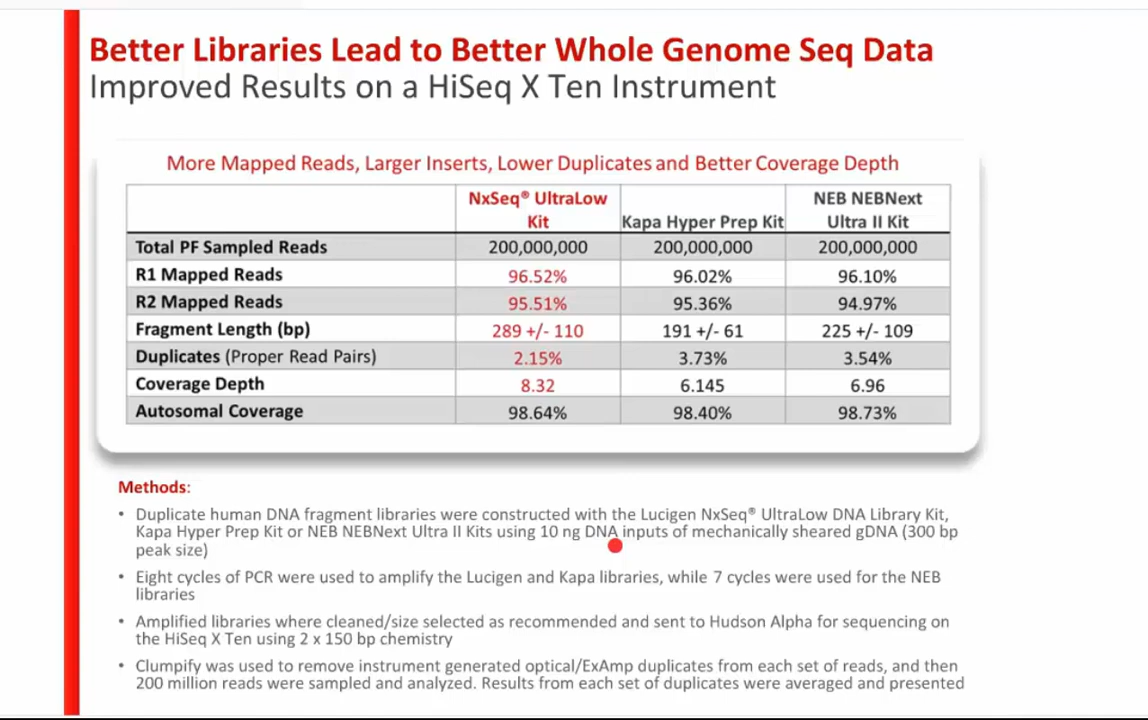 Better Libraries Lead to Better Whole Genome Seq Data
Improved Results on a HiSeq X Ten Instrument
More Mapped Reads, Larger Inserts, Lower Duplicates and Better Coverage Depth
NxSeq® UltraLow Kit Kapa Hyper Prep Kit NEB NEBNext Ultra II Kit
Total PF Sampled Reads 200,000,000 200,000,000 200,000,000
R1 Mapped Reads 96.52% 96.02% 96.10%
R2 Mapped Reads 95.51% 95.36% 94.97%
Fragment Length (bp) 289 +/- 110 191 +/- 61 225 +/- 109
Duplicates (Proper Read Pairs) 2.15% 3.73% 3.54%
Coverage Depth 8.32 6.145 6.96
Autosomal Coverage 98.64% 98.40% 98.73%
Methods:
• Duplicate human DNA fragment libraries were constructed with the Lucigen NxSeq® UltraLow DNA Library Kit,
Kapa Hyper Prep Kit or NEB NEBNext Ultra II Kits using 10 ng DNA inputs of mechanically sheared gDNA (300 bp
peak size)
• Eight cycles of PCR were used to amplify the Lucigen and Kapa libraries, while 7 cycles were used for the NEB
libraries
• Amplified libraries where cleaned/size selected as recommended and sent to Hudson Alpha for sequencing on
the HiSeq X Ten using 2 x 150 bp chemistry
• Clumpify was used to remove instrument generated optical/ExAmp duplicates from each set of reads, and then
200 million reads were sampled and analyzed. Results from each set of duplicates were averaged and presented